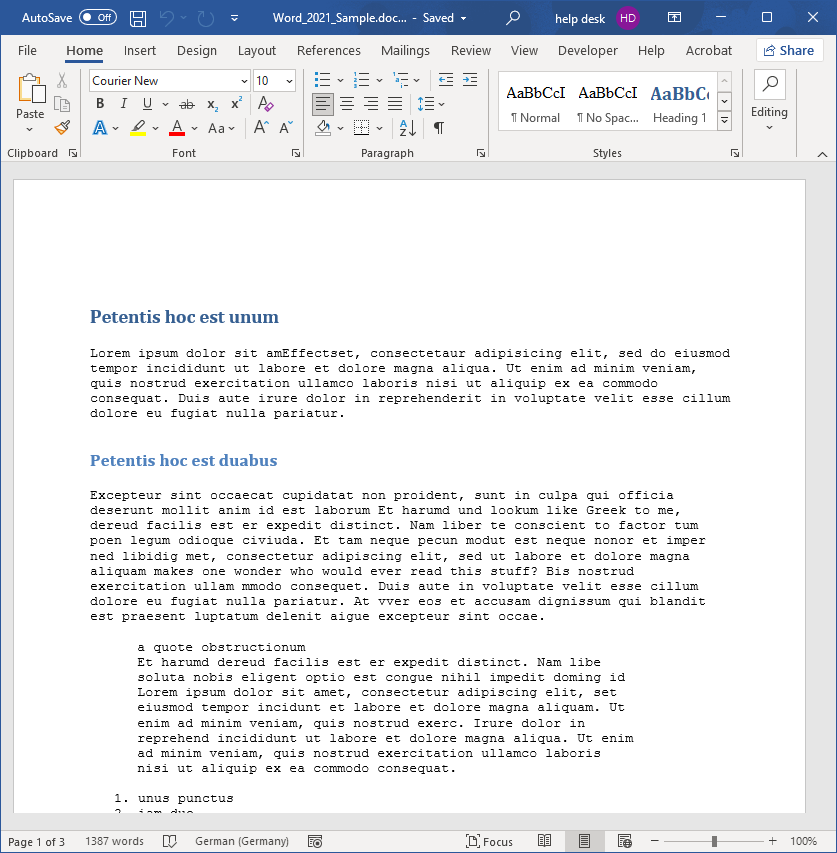 AutoSave Off Word_2021_Sample.doc... - Saved help desk HD
File Home Insert Design Layout References Mailings Review View Developer Help Acrobat Share
Courier New 10 AaBbCcI AaBbCcI AaBbCc
B I U ab x₂ x²
Paste A A Aa A A A Z ¶ ¶ Normal ¶ No Spac... Heading 1 Editing
Clipboard Font Paragraph Styles
Petentis hoc est unum
Lorem ipsum dolor sit amEffectset, consectetaur adipisicing elit, sed do eiusmod
tempor incididunt ut labore et dolore magna aliqua. Ut enim ad minim veniam,
quis nostrud exercitation ullamco laboris nisi ut aliquip ex ea commodo
consequat. Duis aute irure dolor in reprehenderit in voluptate velit esse cillum
dolore eu fugiat nulla pariatur.
Petentis hoc est duabus
Excepteur sint occaecat cupidatat non proident, sunt in culpa qui officia
deserunt mollit anim id est laborum Et harumd und lookum like Greek to me,
dereud facilis est er expedit distinct. Nam liber te conscient to factor tum
poen legum odioque civiuda. Et tam neque pecun modut est neque nonor et imper
ned libidig met, consectetur adipiscing elit, sed ut labore et dolore magna
aliquam makes one wonder who would ever read this stuff? Bis nostrud
exercitation ullam mmodo consequet. Duis aute in voluptate velit esse cillum
dolore eu fugiat nulla pariatur. At vver eos et accusam dignissum qui blandit
est praesent luptatum delenit aigue excepteur sint occae.
a quote obstructionum
Et harumd dereud facilis est er expedit distinct. Nam libe
soluta nobis eligent optio est congue nihil impedit doming id
Lorem ipsum dolor sit amet, consectetur adipiscing elit, set
eiusmod tempor incidunt et labore et dolore magna aliquam. Ut
enim ad minim veniam, quis nostrud exerc. Irure dolor in
reprehend incididunt ut labore et dolore magna aliqua. Ut enim
ad minim veniam, quis nostrud exercitation ullamco laboris
nisi ut aliquip ex ea commodo consequat.
1. unus punctus
2. iam duo
Page 1 of 3 1387 words German (Germany) Focus 100%